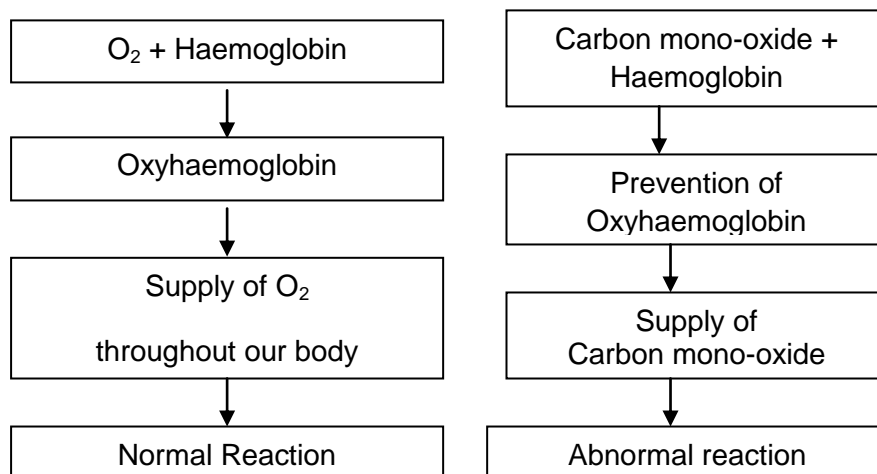 O₂ + Haemoglobin
Oxyhaemoglobin
Supply of O₂
throughout our body
Normal Reaction
Carbon mono-oxide +
Haemoglobin
Prevention of
Oxyhaemoglobin
Supply of
Carbon mono-oxide
Abnormal reaction